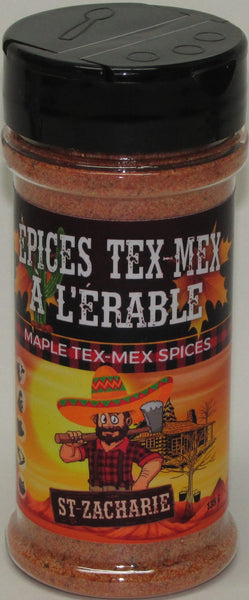 ÉPICES TEX-MEX
À L'ÉRABLE
MAPLE TEX-MEX SPICES
ST-ZACHARIE